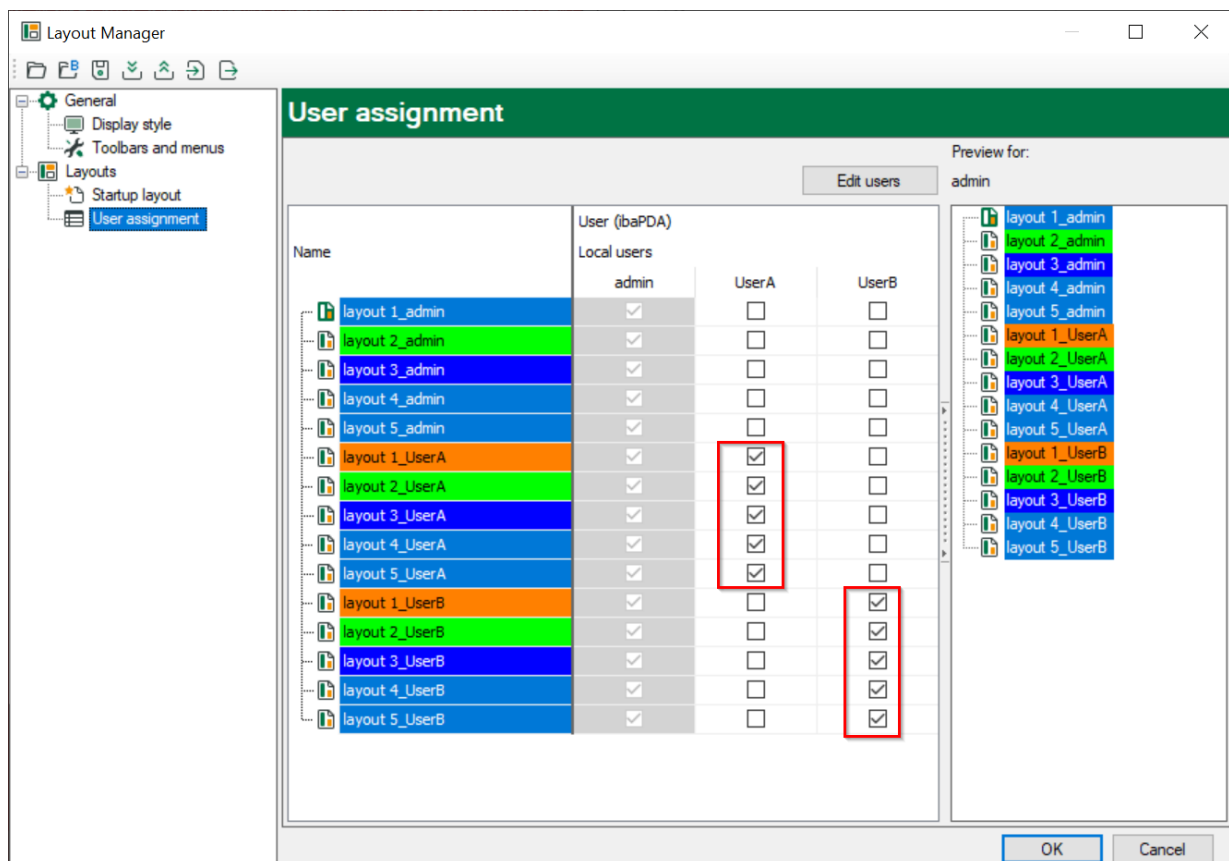 Layout Manager
General
Display style
Toolbars and menus
Layouts
Startup layout
User assignment
User assignment
Edit users
Preview for:
admin
Name
User (ibaPDA)
Local users
admin UserA UserB
layout 1_admin
layout 2_admin
layout 3_admin
layout 4_admin
layout 5_admin
layout 1_UserA
layout 2_UserA
layout 3_UserA
layout 4_UserA
layout 5_UserA
layout 1_UserB
layout 2_UserB
layout 3_UserB
layout 4_UserB
layout 5_UserB
layout 1_admin
layout 2_admin
layout 3_admin
layout 4_admin
layout 5_admin
layout 1_UserA
layout 2_UserA
layout 3_UserA
layout 4_UserA
layout 5_UserA
layout 1_UserB
layout 2_UserB
layout 3_UserB
layout 4_UserB
layout 5_UserB
OK Cancel